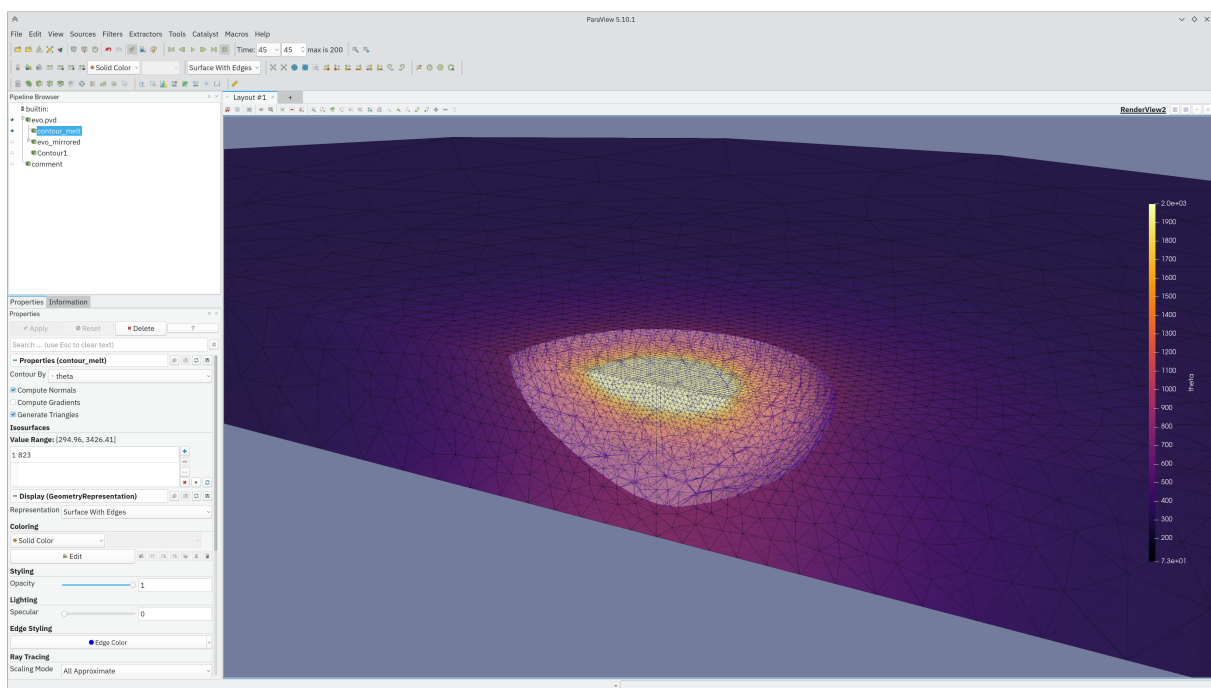 ParaView 5.10.1
File Edit View Sources Filters Extractors Tools Catalyst Macros Help
Time: 45 45 max is 200
Solid Color Surface With Edges
Pipeline Browser
Layout #1 × +
builtin:
RenderView2
evo.pvd
contour_melt
evo_mirrored
Contour1
comment
Properties Information
Properties
Apply Reset Delete ?
Search ... (use Esc to clear text)
Properties (contour_melt)
Contour By theta
Compute Normals
Compute Gradients
Generate Triangles
Isosurfaces
Value Range: [294.96, 3426.41]
1 823
Display (GeometryRepresentation)
Representation Surface With Edges
Coloring
Solid Color
Edit
Styling
Opacity 1
Lighting
Specular 0
Edge Styling
Edge Color
Ray Tracing
Scaling Mode All Approximate
2.0e+03
1900
1800
1700
1600
1500
1400
1300
1200
1100
1000
900
800
700
600
500
400
300
200
7.3e+01
theta